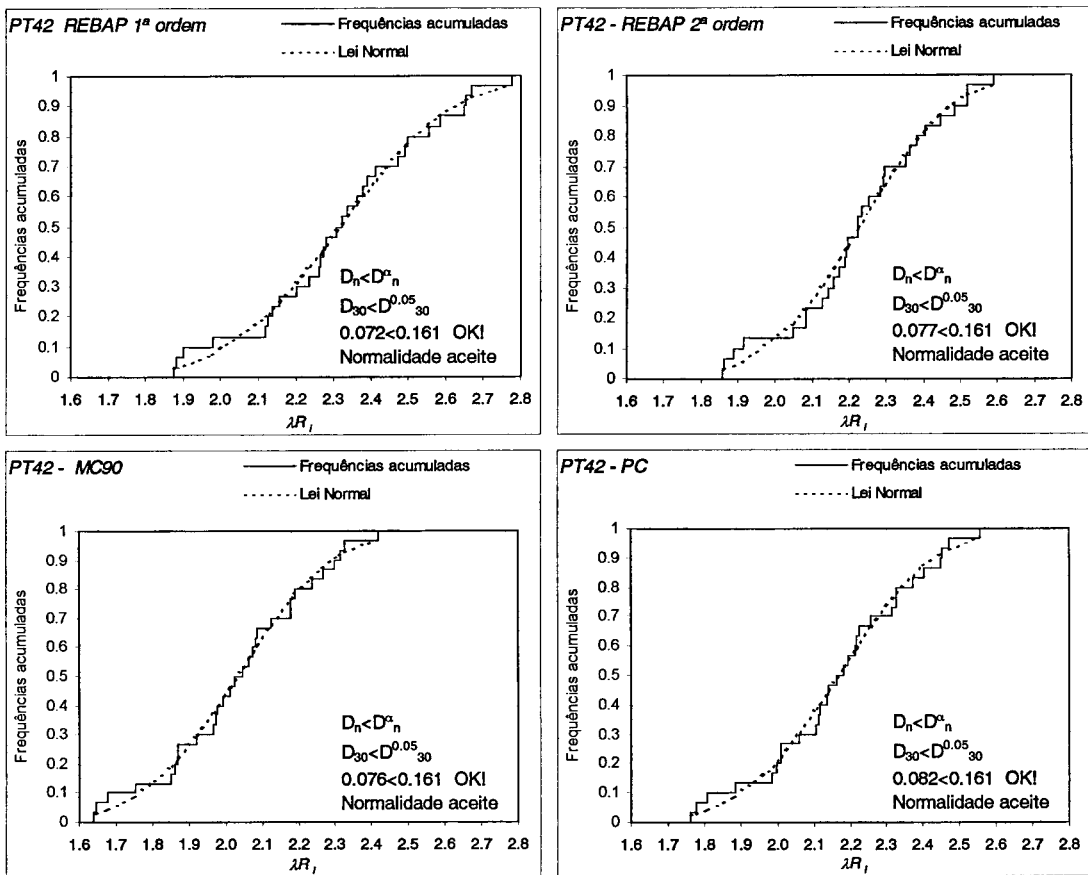 PT42 REBAP 1ª ordem
Frequências acumuladas
Lei Normal
Frequências acumuladas
1
0.9
0.8
0.7
0.6
0.5
0.4
0.3
0.2
0.1
0
Dn<Dαn
D30<D0.0530
0.072<0.161 OK!
Normalidade aceite
1.6 1.7 1.8 1.9 2.0 2.1 2.2 2.3 2.4 2.5 2.6 2.7 2.8
λRl
PT42 - REBAP 2ª ordem
Frequências acumuladas
Lei Normal
Frequências acumuladas
1
0.9
0.8
0.7
0.6
0.5
0.4
0.3
0.2
0.1
0
Dn<Dαn
D30<D0.0530
0.077<0.161 OK!
Normalidade aceite
1.6 1.7 1.8 1.9 2.0 2.1 2.2 2.3 2.4 2.5 2.6 2.7 2.8
λRl
PT42 - MC90
Frequências acumuladas
Lei Normal
Frequências acumuladas
1
0.9
0.8
0.7
0.6
0.5
0.4
0.3
0.2
0.1
0
Dn<Dαn
D30<D0.0530
0.076<0.161 OK!
Normalidade aceite
1.6 1.7 1.8 1.9 2.0 2.1 2.2 2.3 2.4 2.5 2.6 2.7 2.8
λRl
PT42 - PC
Frequências acumuladas
Lei Normal
Frequências acumuladas
1
0.9
0.8
0.7
0.6
0.5
0.4
0.3
0.2
0.1
0
Dn<Dαn
D30<D0.0530
0.082<0.161 OK!
Normalidade aceite
1.6 1.7 1.8 1.9 2.0 2.1 2.2 2.3 2.4 2.5 2.6 2.7 2.8
λRl